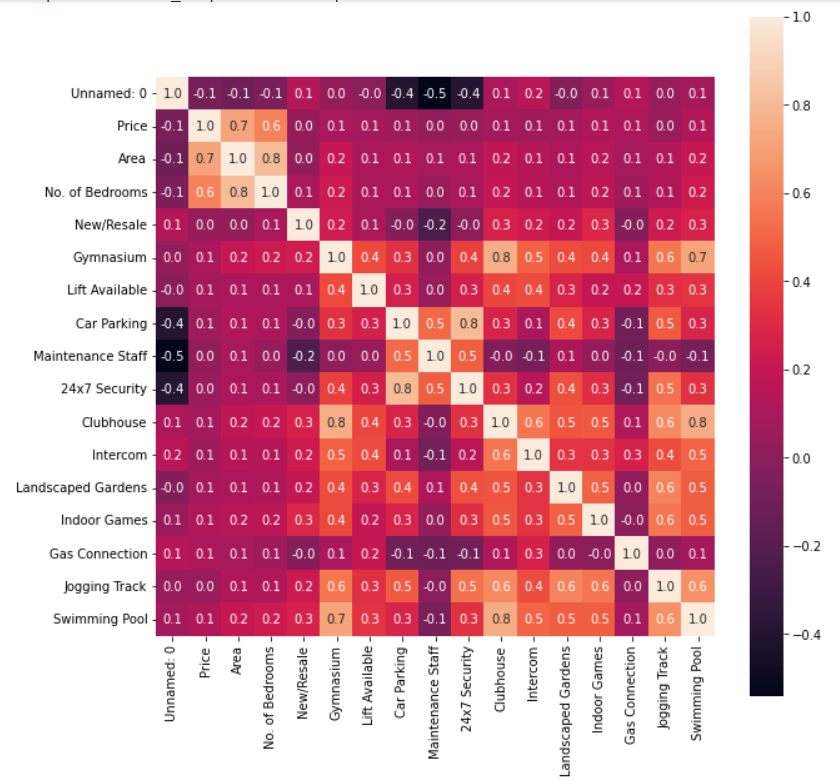 1.0
0.8
0.6
0.4
0.2
0.0
−0.2
−0.4
Unnamed: 0 1.0 -0.1 -0.1 -0.1 0.1 0.0 -0.0 -0.4 -0.5 -0.4 0.1 0.2 -0.0 0.1 0.1 0.0 0.1
Price -0.1 1.0 0.7 0.6 0.0 0.1 0.1 0.1 0.0 0.0 0.1 0.1 0.1 0.1 0.1 0.0 0.1
Area -0.1 0.7 1.0 0.8 0.0 0.2 0.1 0.1 0.1 0.1 0.2 0.1 0.1 0.2 0.1 0.1 0.2
No. of Bedrooms -0.1 0.6 0.8 1.0 0.1 0.2 0.1 0.1 0.0 0.1 0.2 0.1 0.1 0.2 0.1 0.1 0.2
New/Resale 0.1 0.0 0.0 0.1 1.0 0.2 0.1 -0.0 -0.2 -0.0 0.3 0.2 0.2 0.3 -0.0 0.2 0.3
Gymnasium 0.0 0.1 0.2 0.2 0.2 1.0 0.4 0.3 0.0 0.4 0.8 0.5 0.4 0.4 0.1 0.6 0.7
Lift Available -0.0 0.1 0.1 0.1 0.1 0.4 1.0 0.3 0.0 0.3 0.4 0.4 0.3 0.2 0.2 0.3 0.3
Car Parking -0.4 0.1 0.1 0.1 -0.0 0.3 0.3 1.0 0.5 0.8 0.3 0.1 0.4 0.3 -0.1 0.5 0.3
Maintenance Staff -0.5 0.0 0.1 0.0 -0.2 0.0 0.0 0.5 1.0 0.5 -0.0 -0.1 0.1 0.0 -0.1 -0.0 -0.1
24x7 Security -0.4 0.0 0.1 0.1 -0.0 0.4 0.3 0.8 0.5 1.0 0.3 0.2 0.4 0.3 -0.1 0.5 0.3
Clubhouse 0.1 0.1 0.2 0.2 0.3 0.8 0.4 0.3 -0.0 0.3 1.0 0.6 0.5 0.5 0.1 0.6 0.8
Intercom 0.2 0.1 0.1 0.1 0.2 0.5 0.4 0.1 -0.1 0.2 0.6 1.0 0.3 0.3 0.3 0.4 0.5
Landscaped Gardens -0.0 0.1 0.1 0.1 0.2 0.4 0.3 0.4 0.1 0.4 0.5 0.3 1.0 0.5 0.0 0.6 0.5
Indoor Games 0.1 0.1 0.2 0.2 0.3 0.4 0.2 0.3 0.0 0.3 0.5 0.3 0.5 1.0 -0.0 0.6 0.5
Gas Connection 0.1 0.1 0.1 0.1 -0.0 0.1 0.2 -0.1 -0.1 -0.1 0.1 0.3 0.0 -0.0 1.0 0.0 0.1
Jogging Track 0.0 0.0 0.1 0.1 0.2 0.6 0.3 0.5 -0.0 0.5 0.6 0.4 0.6 0.6 0.0 1.0 0.6
Swimming Pool 0.1 0.1 0.2 0.2 0.3 0.7 0.3 0.3 -0.1 0.3 0.8 0.5 0.5 0.5 0.1 0.6 1.0
Unnamed: 0
Price
Area
No. of Bedrooms
New/Resale
Gymnasium
Lift Available
Car Parking
Maintenance Staff
24x7 Security
Clubhouse
Intercom
Landscaped Gardens
Indoor Games
Gas Connection
Jogging Track
Swimming Pool